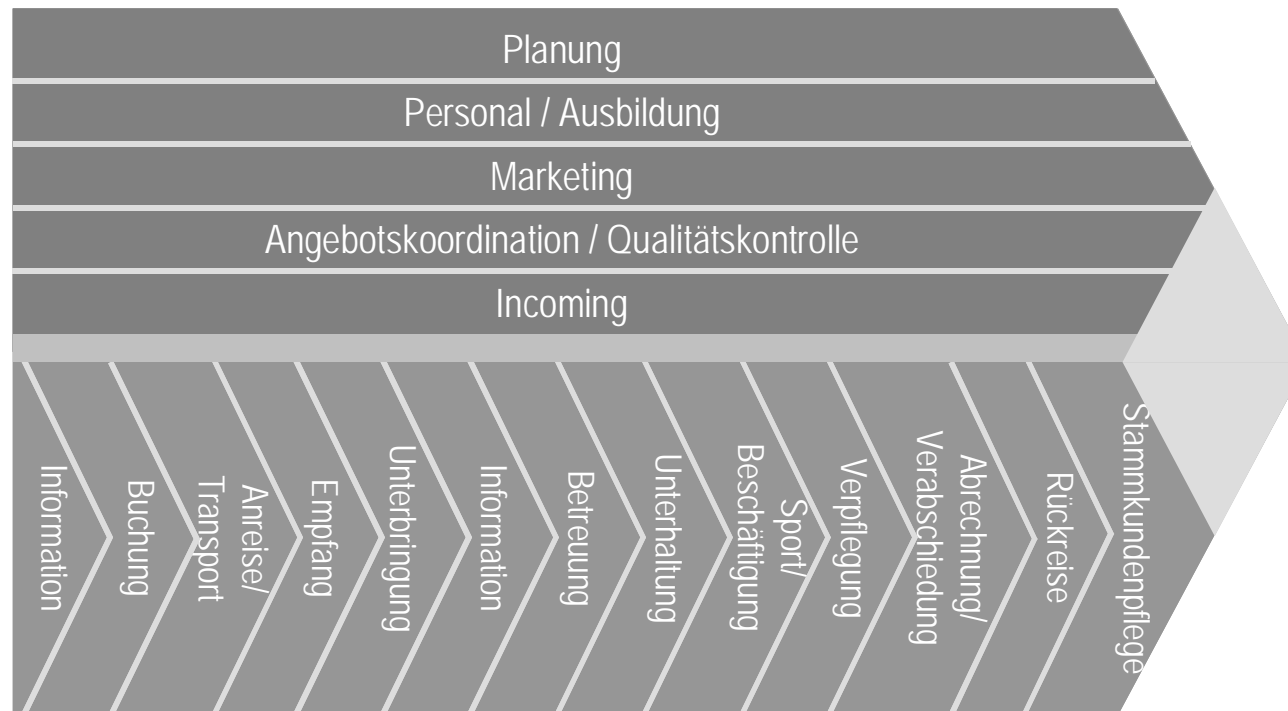 Planung
Personal / Ausbildung
Marketing
Angebotskoordination / Qualitätskontrolle
Incoming
Information
Buchung
Anreise/
Transport
Empfang
Unterbringung
Information
Betreuung
Unterhaltung
Sport/
Beschäftigung
Verpflegung
Abrechnung/
Verabschiedung
Rückreise
Stammkundenpflege